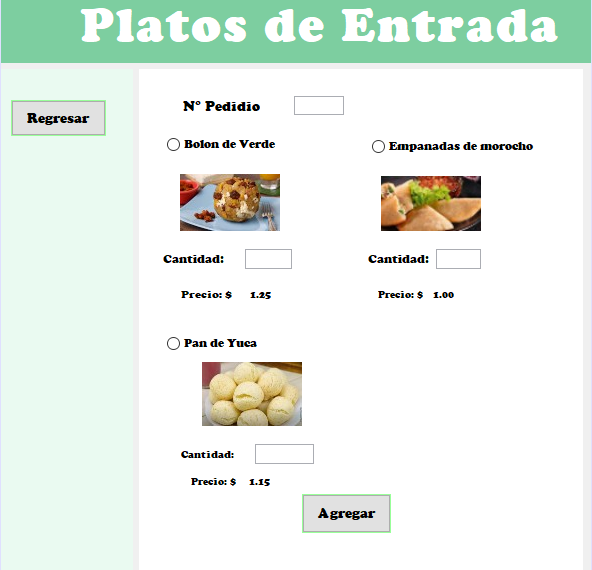 Platos de Entrada
Regresar
N° Pedidio
Bolon de Verde
Empanadas de morocho
Cantidad:
Cantidad:
Precio: $ 1.25
Precio: $ 1.00
Pan de Yuca
Cantidad:
Precio: $ 1.15
Agregar